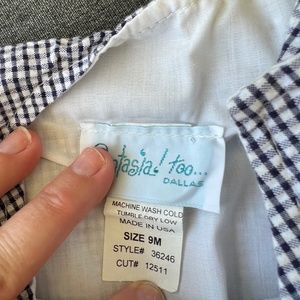 too...
DALLAS
MACHINE WASH COLD
TUMBLE DRY LOW
MADE IN USA
SIZE 9M
STYLE# 36246
CUT# 12511